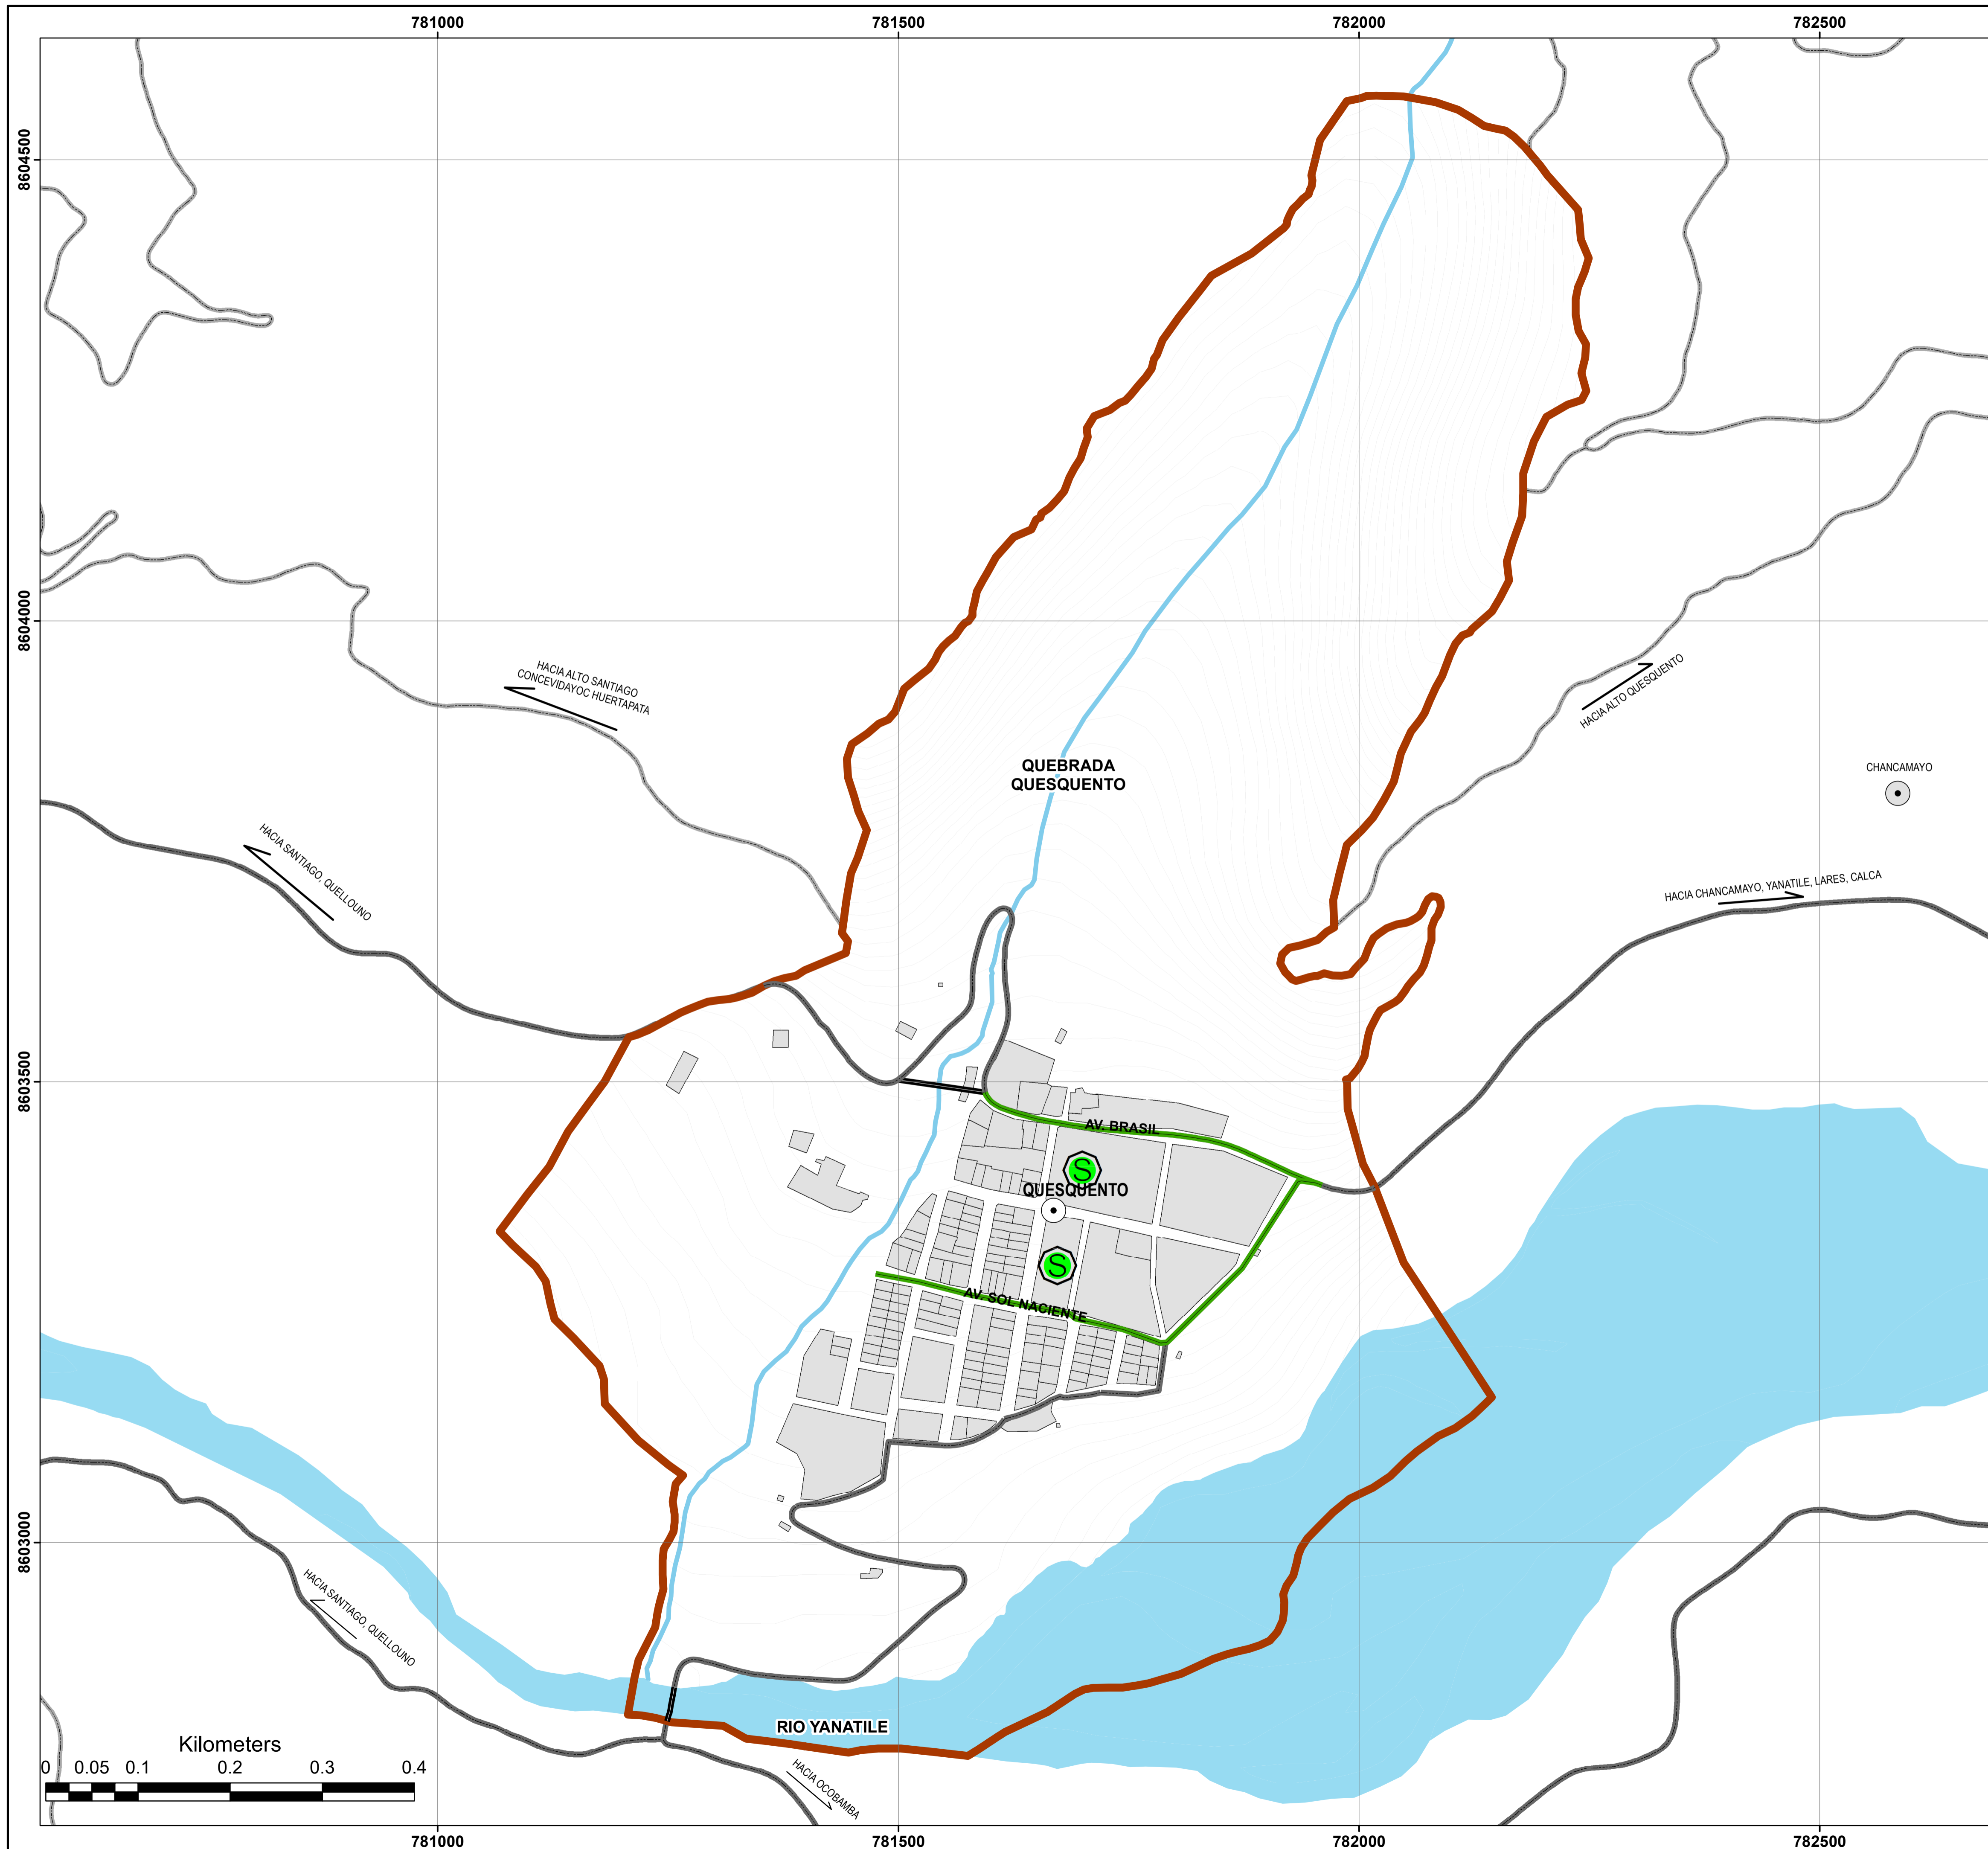 781000
781500
782000
782500
8604500
8604000
HACIA ALTO SANTIAGO
CONCEVIDAYOC HUERTAPATA
HACIA ALTO QUESQUENTO
QUEBRADA
QUESQUENTO
CHANCAMAYO
HACIA SANTIAGO, QUELLOUNO
HACIA CHANCAMAYO, YANATILE, LARES, CALCA
8603500
AV. BRASIL
S
QUESQUENTO
S
AV. SOL NACIENTE
8603000
HACIA SANTIAGO, QUELLOUNO
RIO YANATILE
HACIA OCOBAMBA
Kilometers
0 0.05 0.1 0.2 0.3 0.4
781000
781500
782000
782500